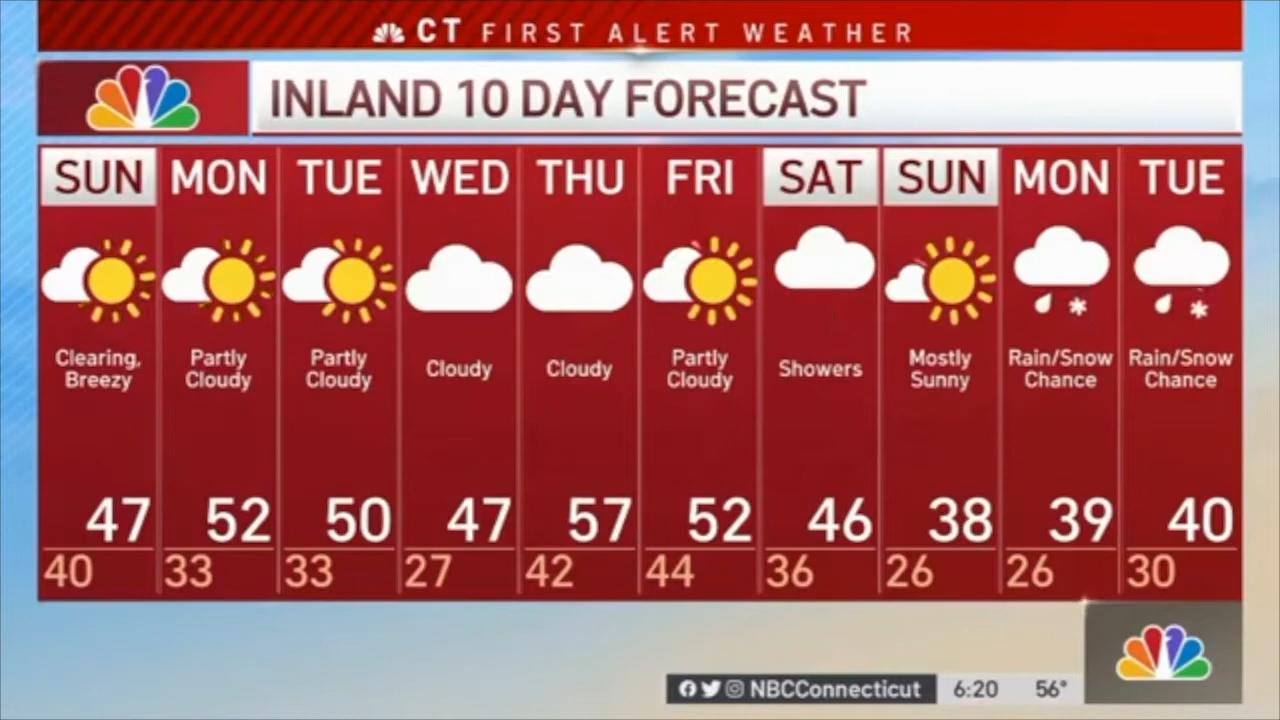 CT FIRST ALERT WEATHER
INLAND 10 DAY FORECAST
SUN MON TUE WED THU FRI SAT SUN MON TUE
Clearing, Breezy
Partly Cloudy
Partly Cloudy
Cloudy
Cloudy
Partly Cloudy
Showers
Mostly Sunny
Rain/Snow Chance
Rain/Snow Chance
47 52 50 47 57 52 46 38 39 40
40 33 33 27 42 44 36 26 26 30
NBCConnecticut 6:20 56°